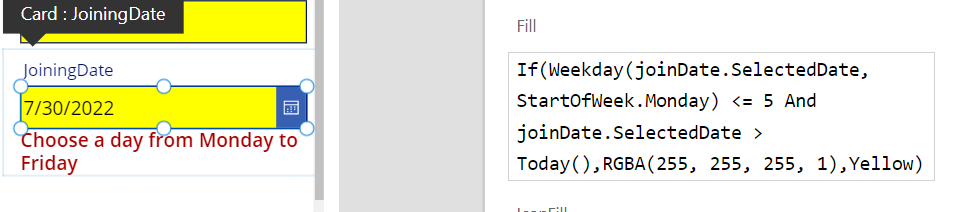 Card : JoiningDate
JoiningDate
7/30/2022
Choose a day from Monday to
Friday
Fill
If(Weekday(joinDate.SelectedDate,
StartOfWeek.Monday) <= 5 And
joinDate.SelectedDate >
Today(),RGBA(255, 255, 255, 1),Yellow)